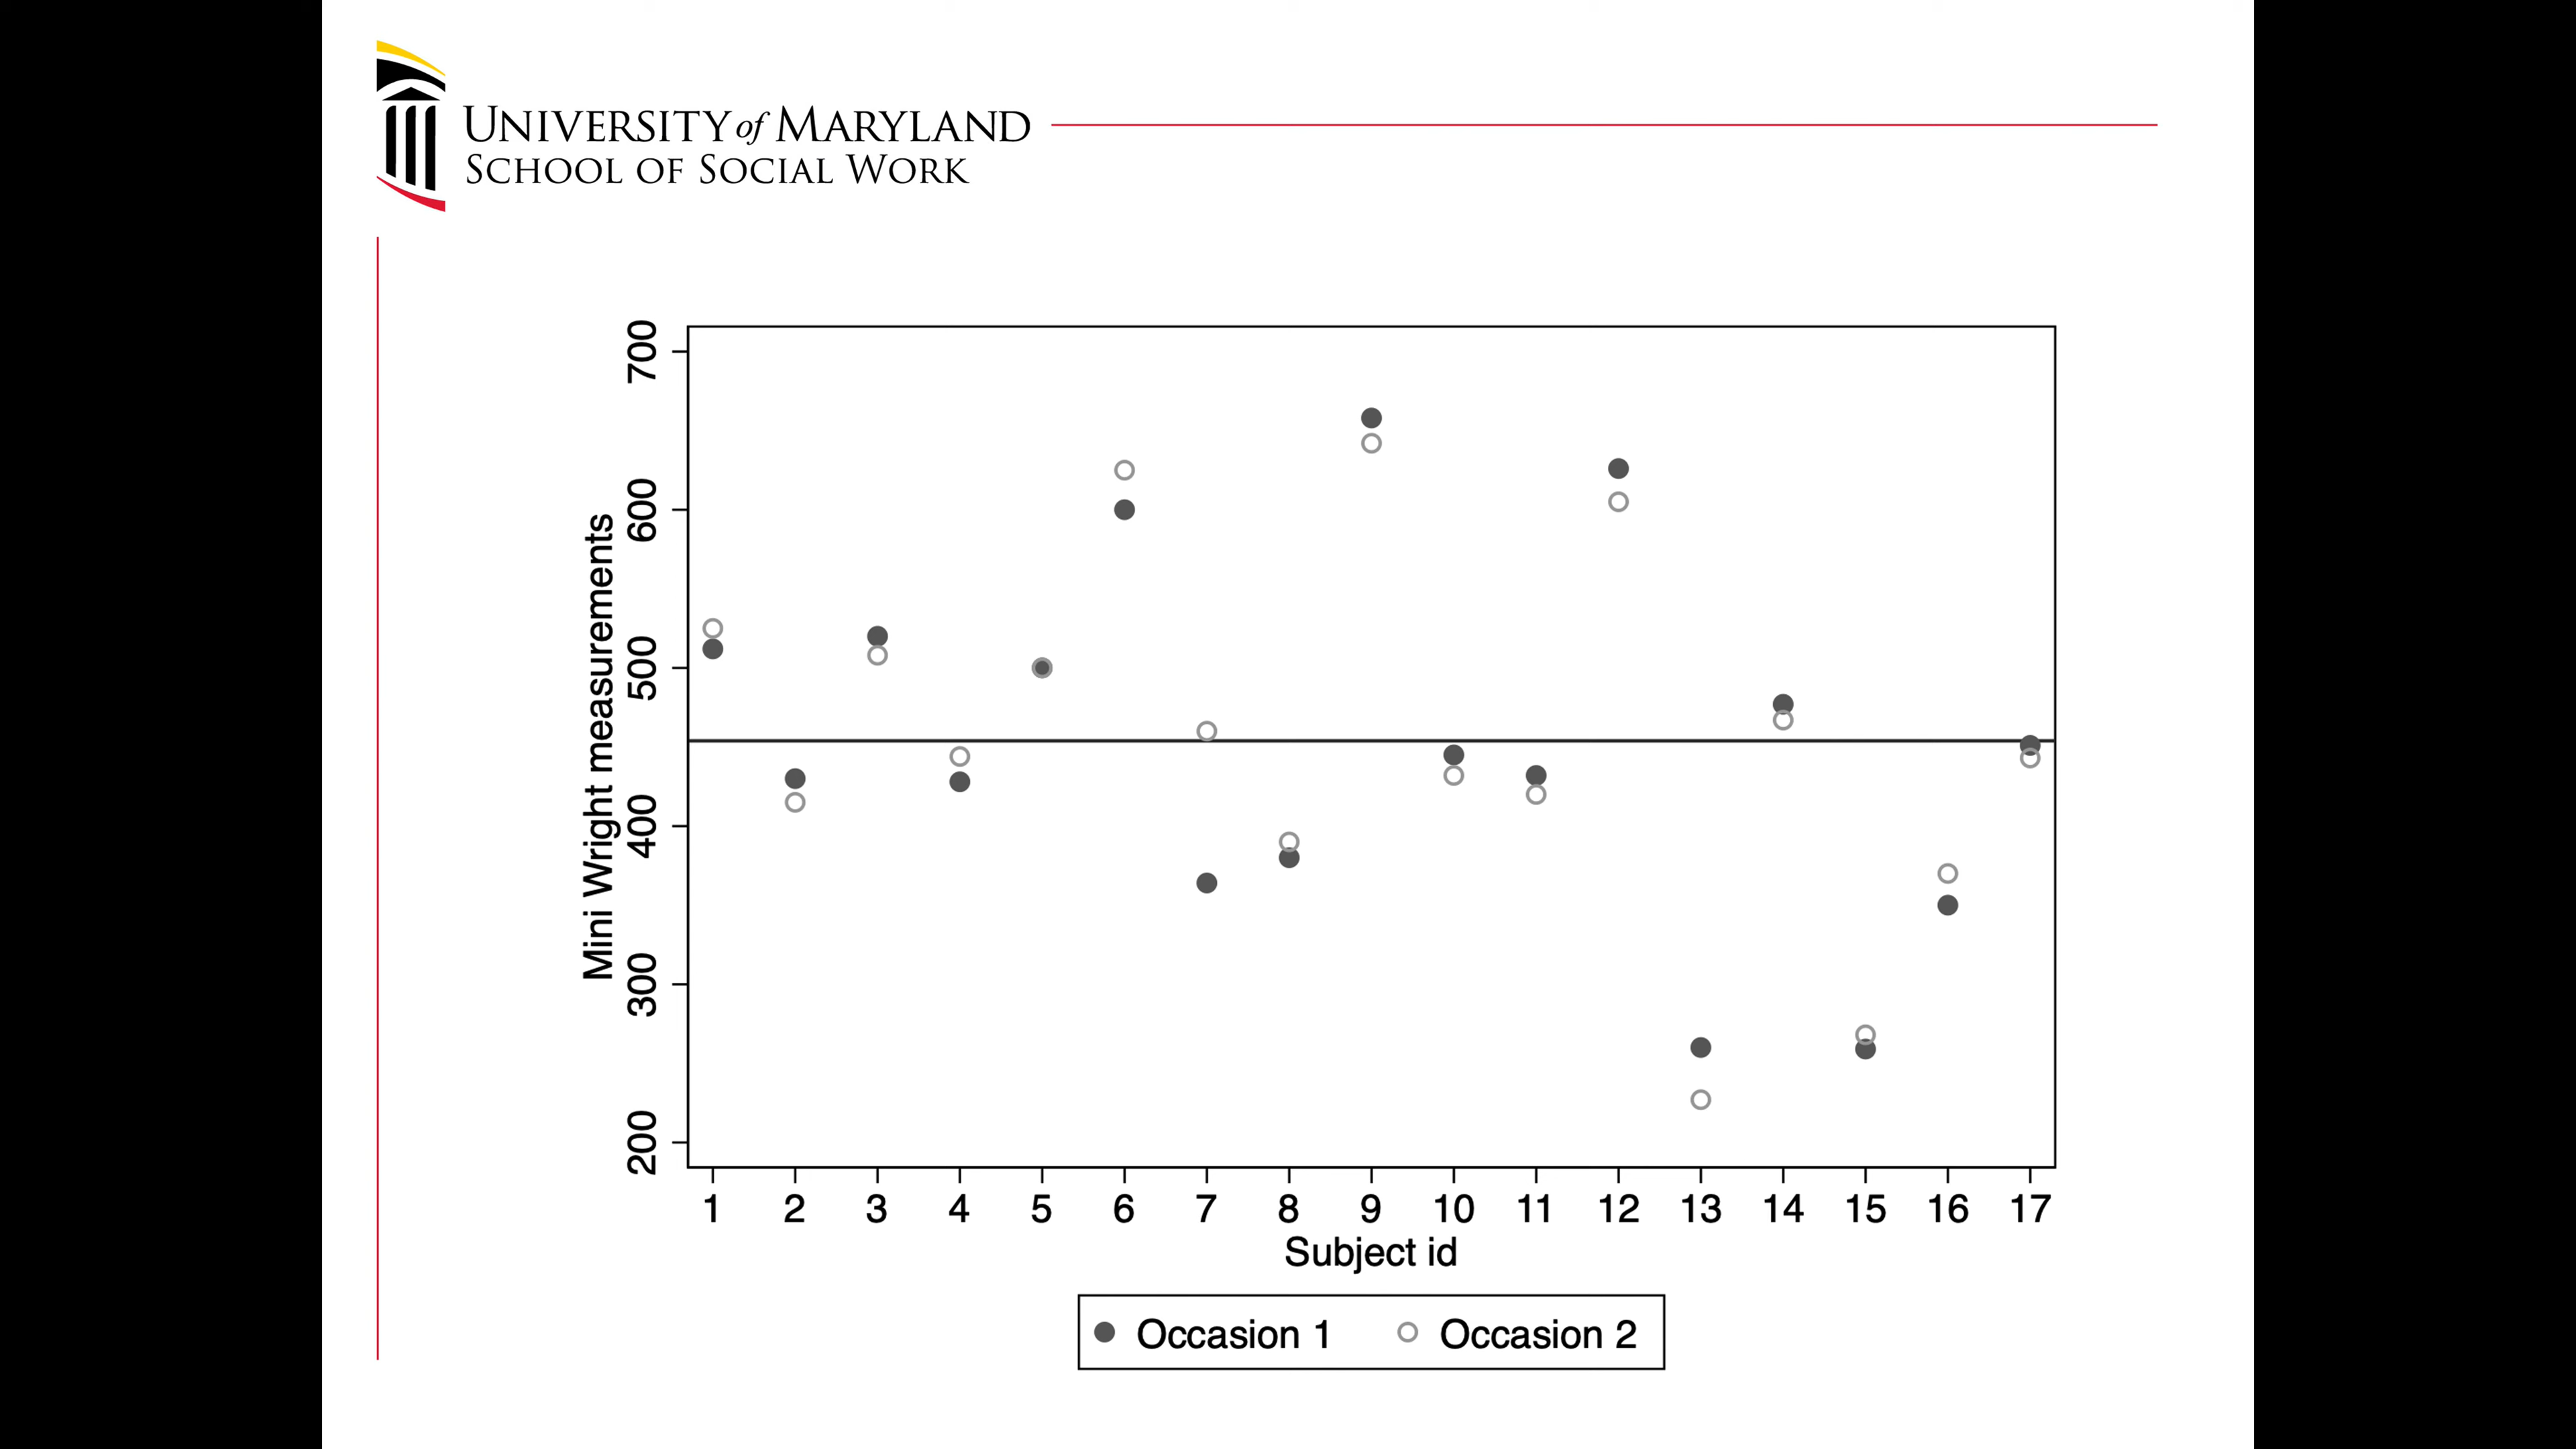 UNIVERSITY of MARYLAND
SCHOOL OF SOCIAL WORK
Mini Wright measurements
700
600
500
400
300
200
1 2 3 4 5 6 7 8 9 10 11 12 13 14 15 16 17
Subject id
Occasion 1 Occasion 2